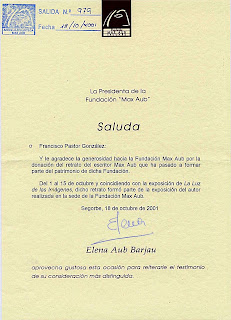 SALIDA N.º 979
Fecha 18/10/2001
La Presidenta de la
Fundación "Max Aub"
Saluda
a Francisco Pastor González:
Y le agradece la generosidad hacia la Fundación Max Aub por la
donación del retrato del escritor Max Aub que ha pasado a formar
parte del patrimonio de dicha Fundación.
Del 1 al 15 de octubre y coincidiendo con la exposición de La Luz
de las Imágenes, dicho retrato formó parte de la exposición del autor
realizada en la sede de la Fundación Max Aub.
Segorbe, 18 de octubre de 2001
Elena
Elena Aub Barjau
aprovecha gustosa esta ocasión para reiterarle el testimonio
de su consideración más distinguida.